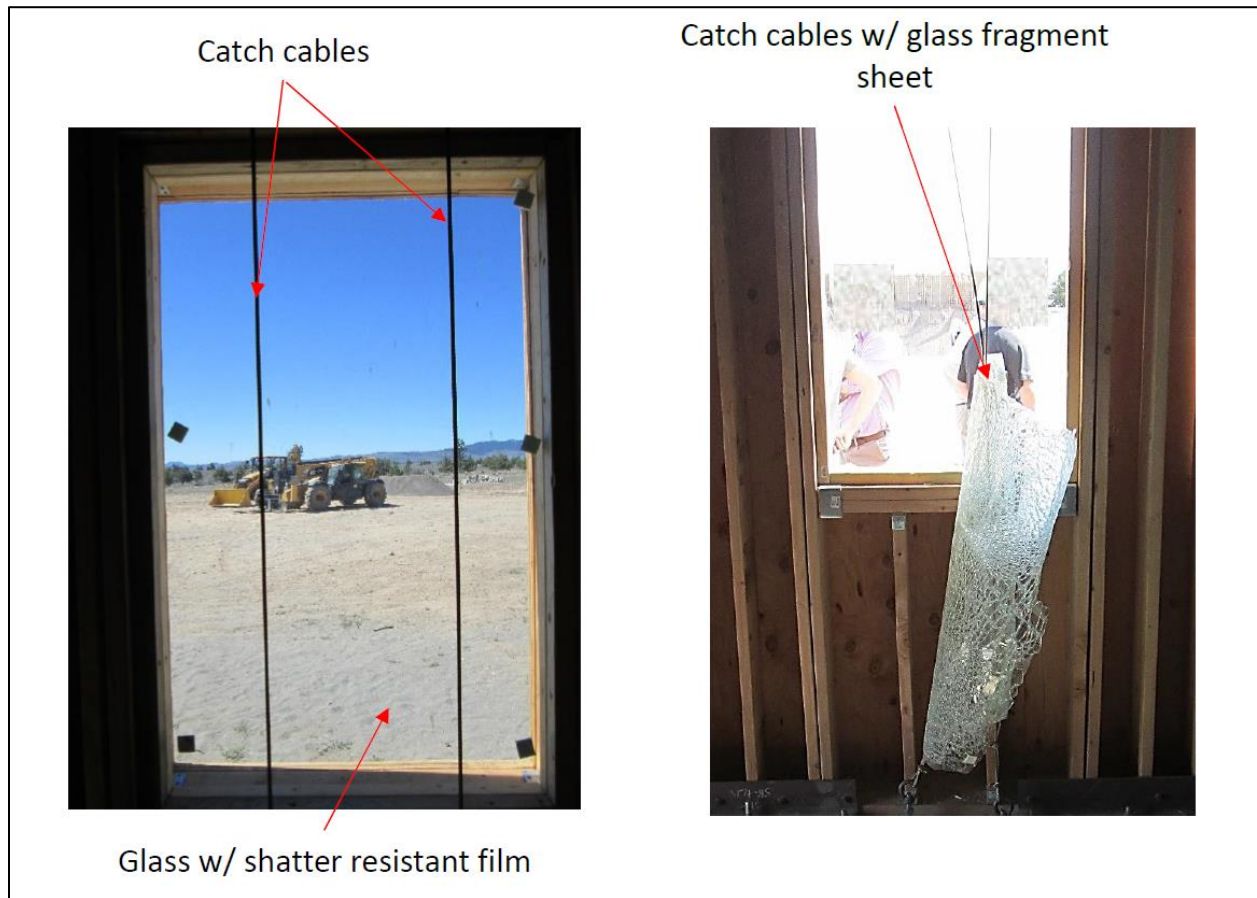 Catch cables
Catch cables w/ glass fragment
sheet
Glass w/ shatter resistant film